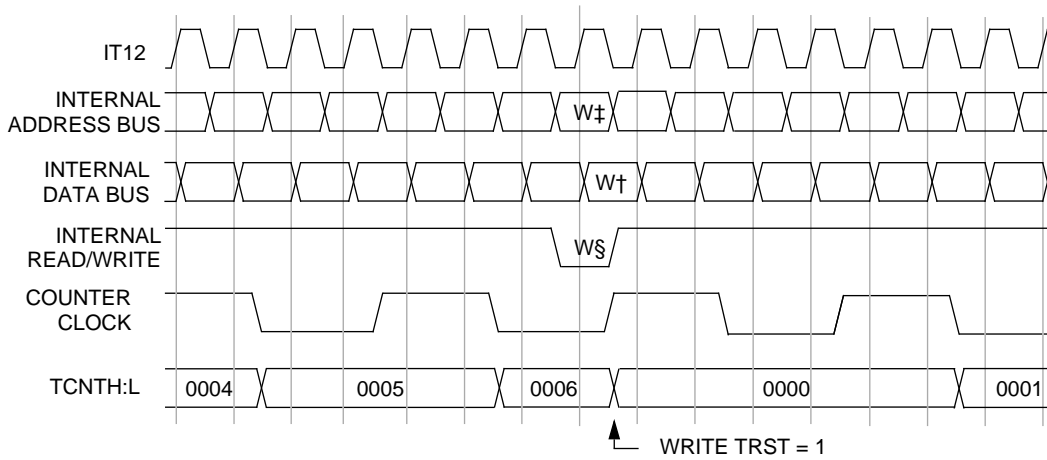 IT12
INTERNAL
ADDRESS BUS
W‡
INTERNAL
DATA BUS
W†
INTERNAL
READ/WRITE
W§
COUNTER
CLOCK
TCNTH:L
0004 0005 0006 0000 0001
WRITE TRST = 1